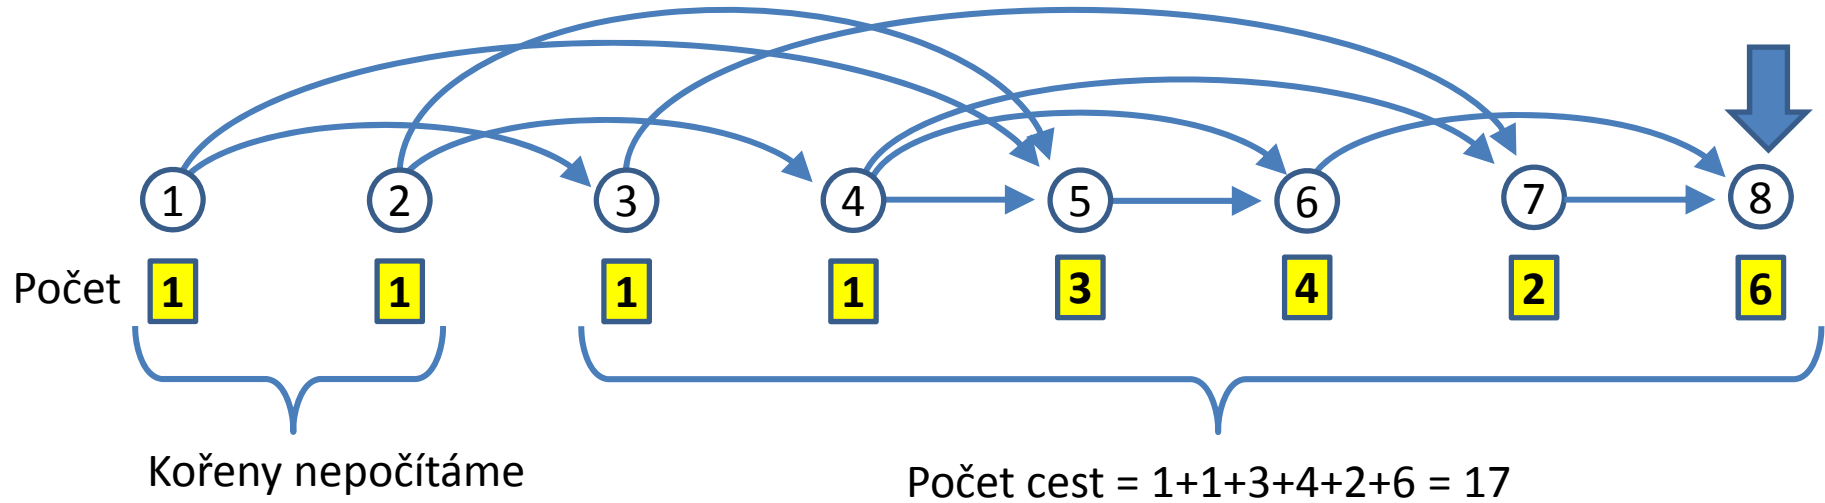 1 2 3 4 5 6 7 8
Počet 1 1 1 1 3 4 2 6
Kořeny nepočítáme
Počet cest = 1+1+3+4+2+6 = 17